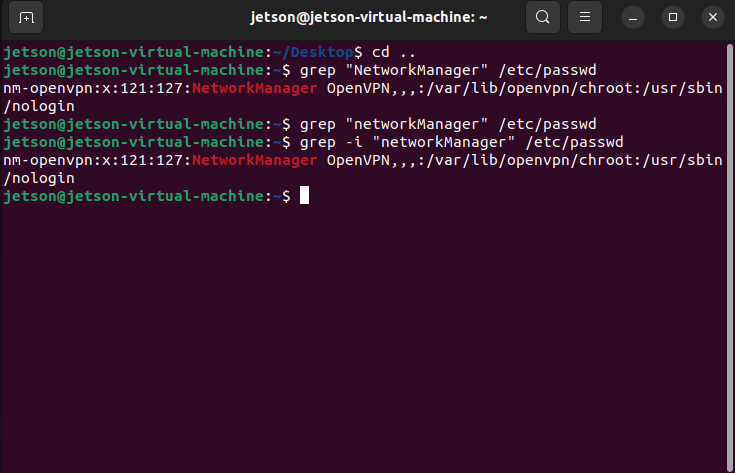 jetson@jetson-virtual-machine: ~
jetson@jetson-virtual-machine:~/Desktop$ cd ..
jetson@jetson-virtual-machine:~$ grep "NetworkManager" /etc/passwd
nm-openvpn:x:121:127:NetworkManager OpenVPN,,,:/var/lib/openvpn/chroot:/usr/sbin
/nologin
jetson@jetson-virtual-machine:~$ grep "networkManager" /etc/passwd
jetson@jetson-virtual-machine:~$ grep -i "networkManager" /etc/passwd
nm-openvpn:x:121:127:NetworkManager OpenVPN,,,:/var/lib/openvpn/chroot:/usr/sbin
/nologin
jetson@jetson-virtual-machine:~$